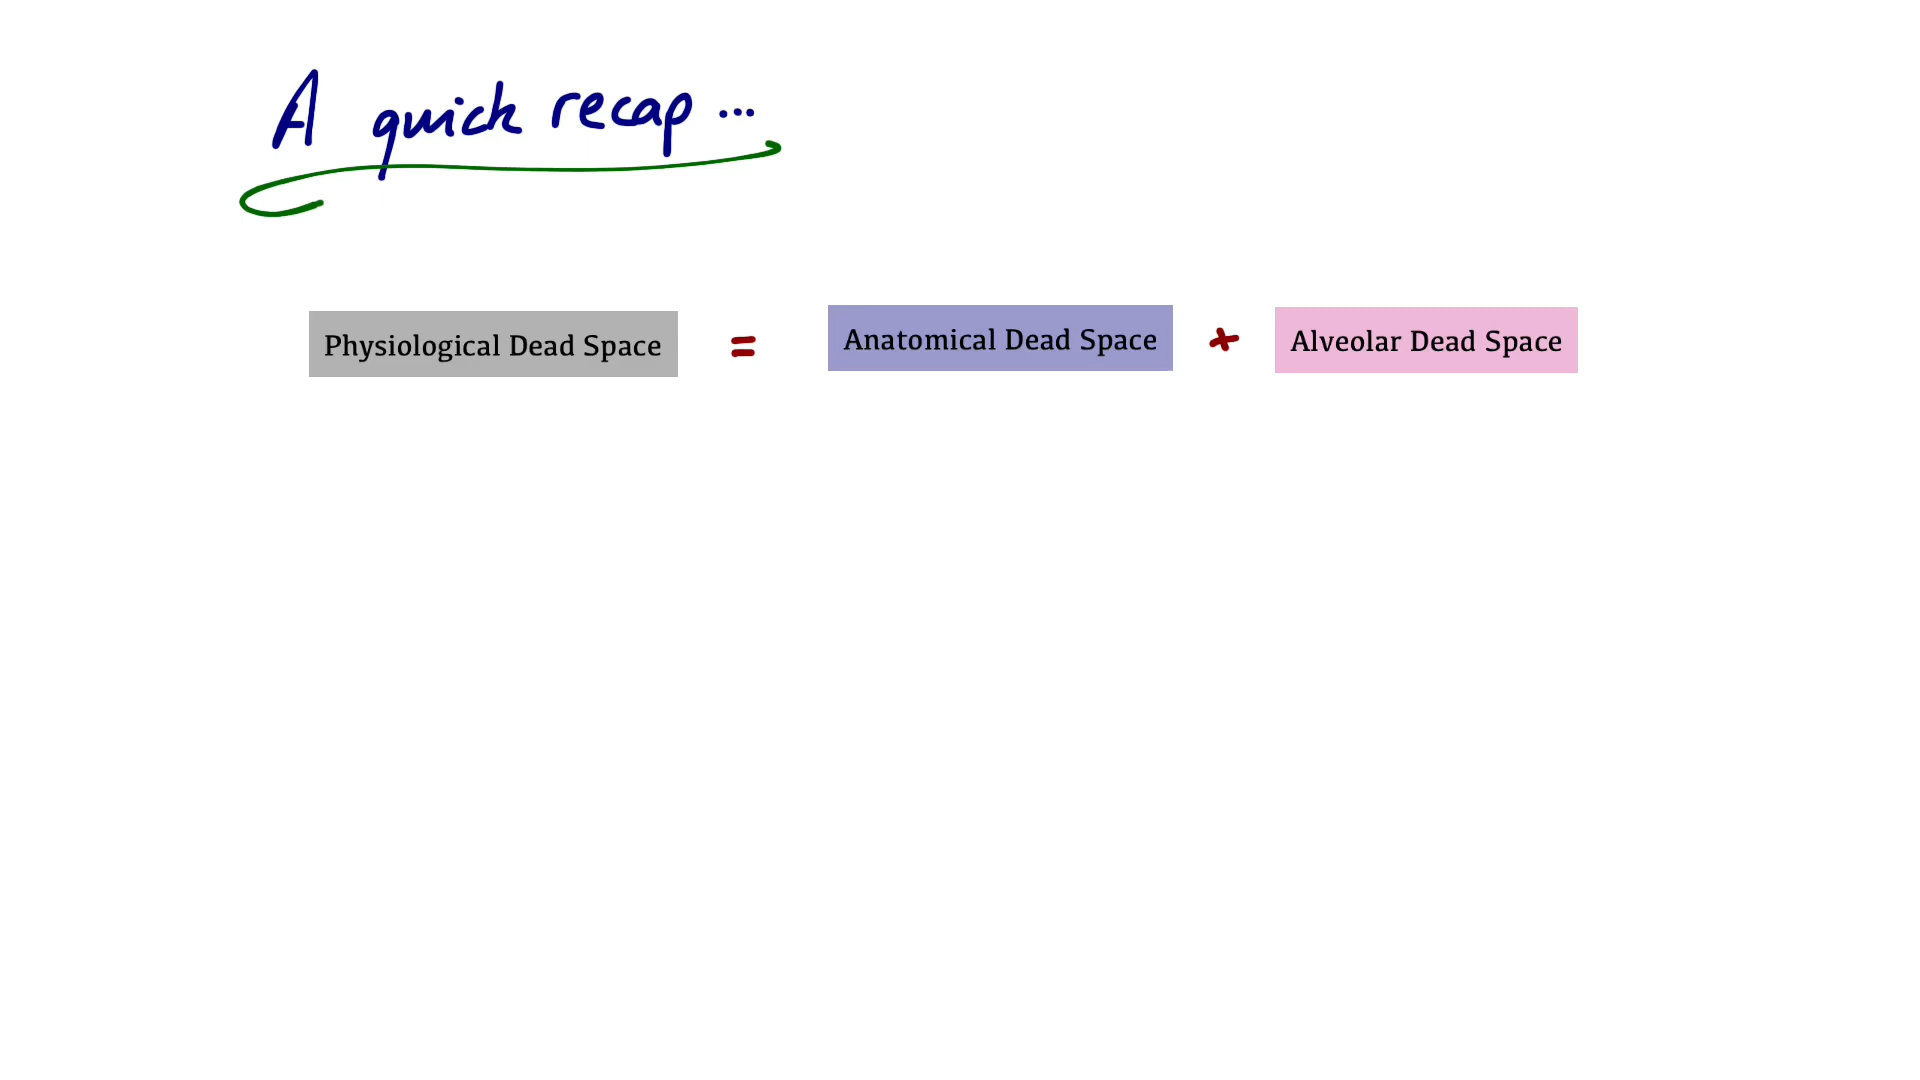 A quick recap...
Physiological Dead Space = Anatomical Dead Space + Alveolar Dead Space